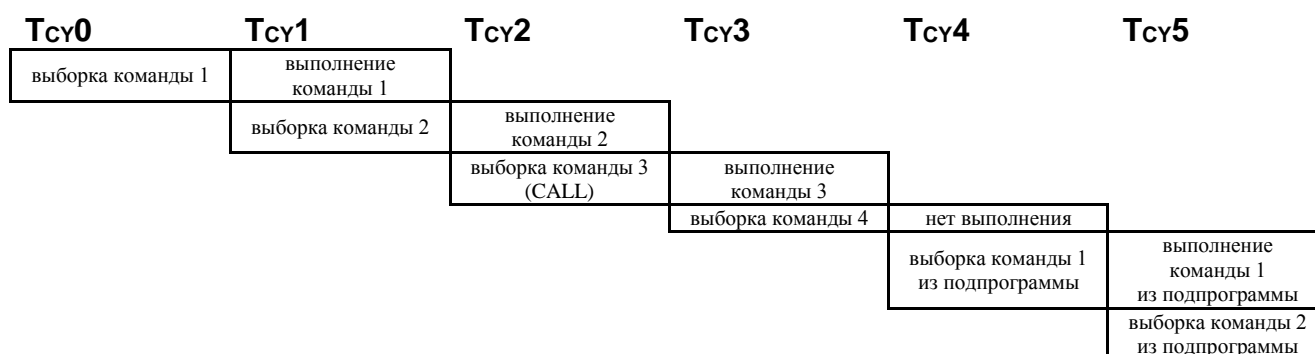 TCY0 TCY1 TCY2 TCY3 TCY4 TCY5
выборка команды 1
выполнение
команды 1
выборка команды 2
выполнение
команды 2
выборка команды 3
(CALL)
выполнение
команды 3
выборка команды 4
нет выполнения
выборка команды 1
из подпрограммы
выполнение
команды 1
из подпрограммы
выборка команды 2
из подпрограммы